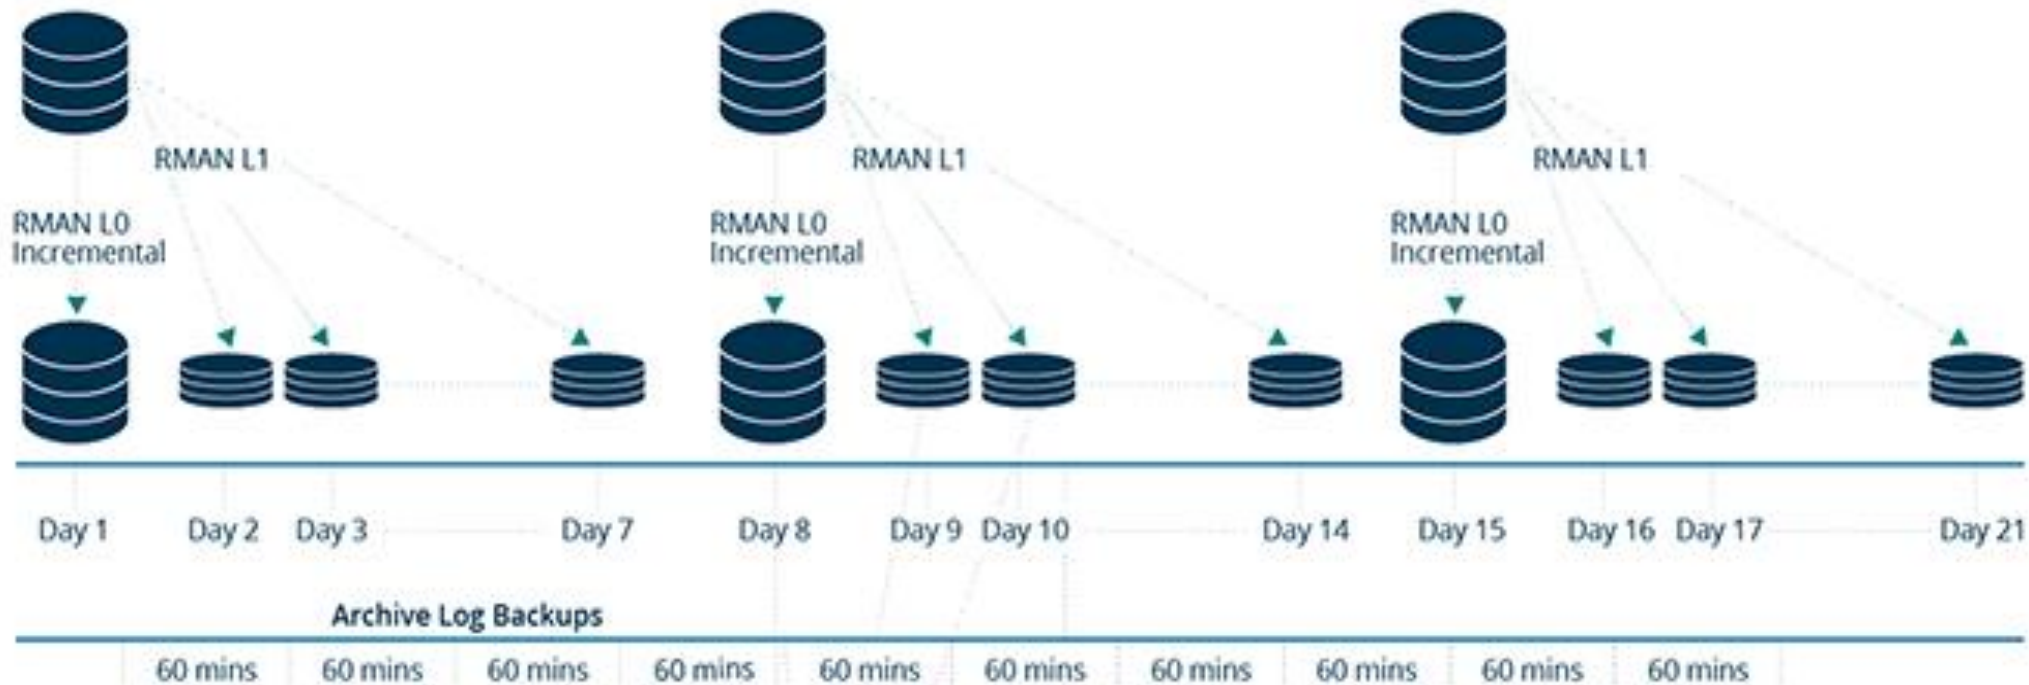 RMAN L1 RMAN L1 RMAN L1
RMAN L0 RMAN L0 RMAN L0
Incremental Incremental Incremental
Day 1 Day 2 Day 3 Day 7 Day 8 Day 9 Day 10 Day 14 Day 15 Day 16 Day 17 Day 21
Archive Log Backups
60 mins 60 mins 60 mins 60 mins 60 mins 60 mins 60 mins 60 mins 60 mins 60 mins